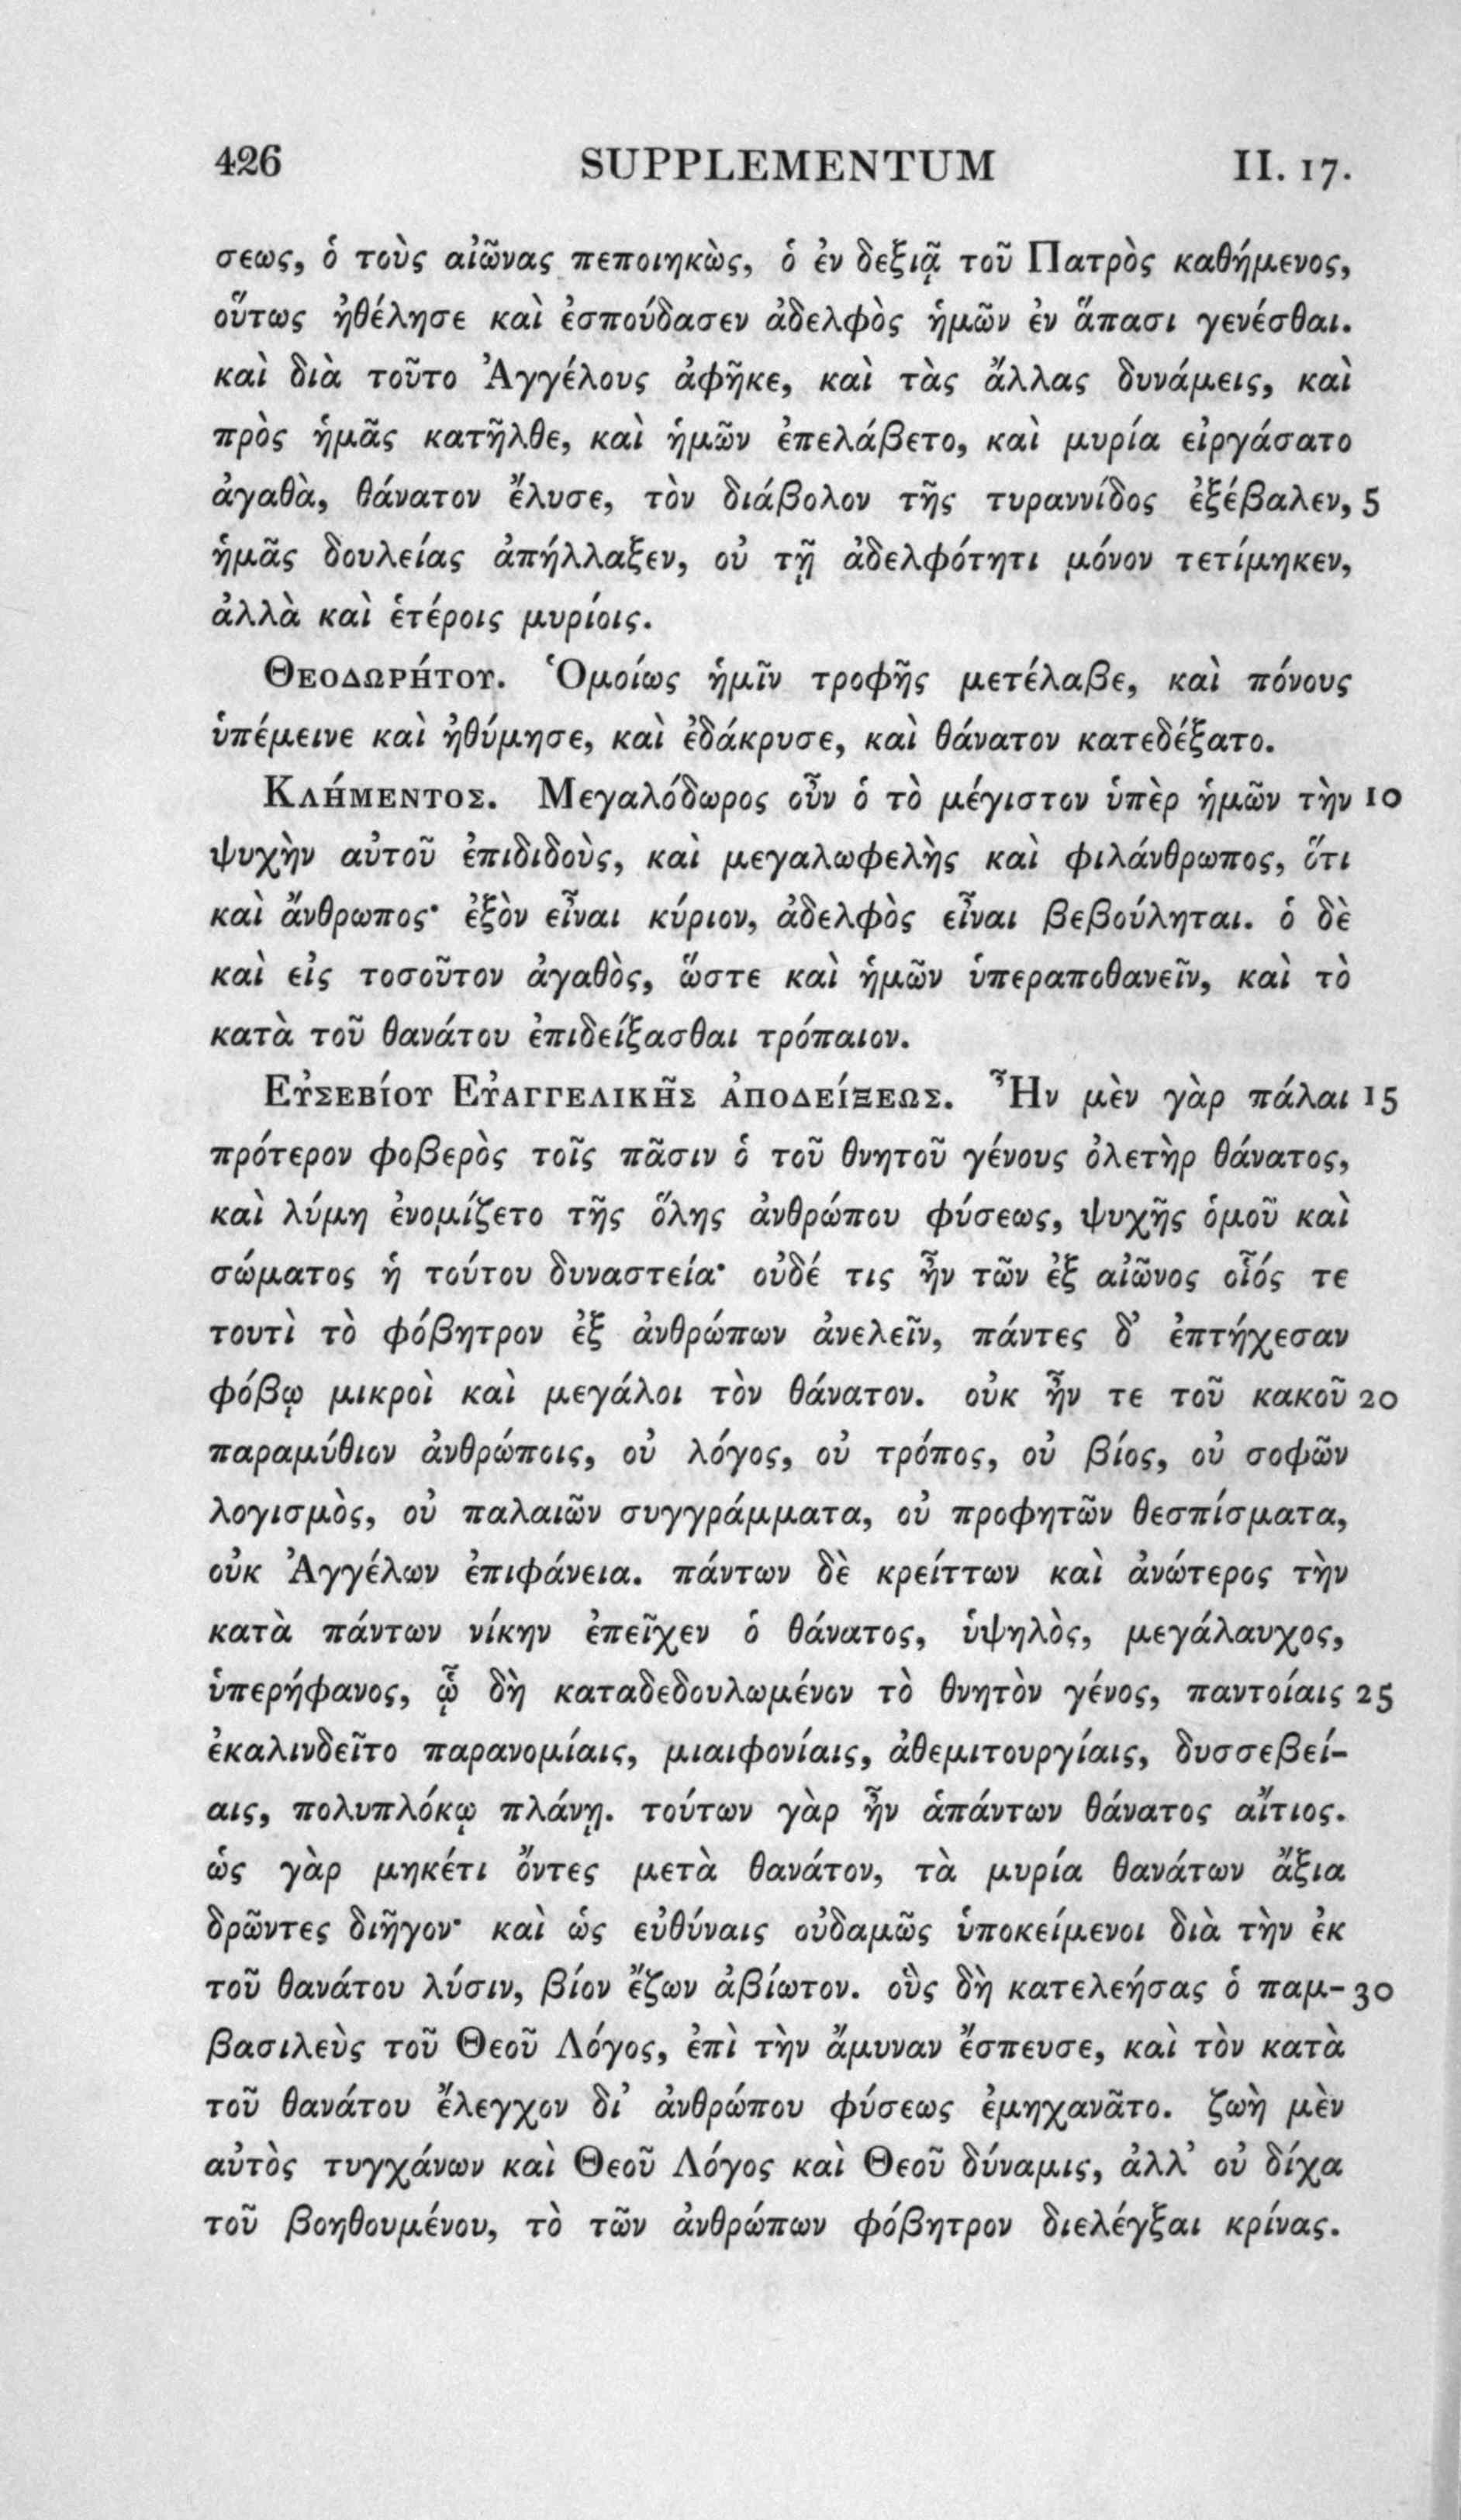 426 SUPPLEMENTUM II. 17.
σεως, ὁ τοὺς αἰῶνας πεποιηκὼς, ὁ ἐν δεξιᾷ τοῦ Πατρὸς καθήμενος,
οὕτως ἠθέλησε καὶ ἐσπούδασεν ἀδελφὸς ἡμῶν ἐν ἅπασι γενέσθαι.
καὶ διὰ τοῦτο Ἀγγέλους ἀφῆκε, καὶ τὰς ἄλλας δυνάμεις, καὶ
πρὸς ἡμᾶς κατῆλθε, καὶ ἡμῶν ἐπελάβετο, καὶ μυρία εἰργάσατο
ἀγαθὰ, θάνατον ἔλυσε, τὸν διάβολον τῆς τυραννίδος ἐξέβαλεν, 5
ἡμᾶς δουλείας ἀπήλλαξεν, οὐ τῇ ἀδελφότητι μόνον τετίμηκεν,
ἀλλὰ καὶ ἑτέροις μυρίοις.
Θεοδωρήτου. Ὁμοίως ἡμῖν τροφῆς μετέλαβε, καὶ πόνους
ὑπέμεινε καὶ ἠθύμησε, καὶ ἐδάκρυσε, καὶ θάνατον κατεδέξατο.
Κλήμεντος. Μεγαλόδωρος οὖν ὁ τὸ μέγιστον ὑπὲρ ἡμῶν τὴν 10
ψυχὴν αὐτοῦ ἐπιδιδοὺς, καὶ μεγαλωφελὴς καὶ φιλάνθρωπος, ὅτι
καὶ ἄνθρωπος· ἐξὸν εἶναι κύριον, ἀδελφὸς εἶναι βεβούληται. ὁ δὲ
καὶ εἰς τοσοῦτον ἀγαθὸς, ὥστε καὶ ἡμῶν ὑπεραποθανεῖν, καὶ τὸ
κατὰ τοῦ θανάτου ἐπιδείξασθαι τρόπαιον.
Εὐσεβίου Εὐαγγελικῆς ἀποδείξεως. Ἦν μὲν γὰρ πάλαι 15
πρότερον φοβερὸς τοῖς πᾶσιν ὁ τοῦ θνητοῦ γένους ὀλετὴρ θάνατος,
καὶ λύμη ἐνομίζετο τῆς ὅλης ἀνθρώπου φύσεως, ψυχῆς ὁμοῦ καὶ
σώματος ἡ τούτου δυναστεία· οὐδέ τις ἦν τῶν ἐξ αἰῶνος οἷός τε
τουτὶ τὸ φόβητρον ἐξ ἀνθρώπων ἀνελεῖν, πάντες δ’ ἐπτήχεσαν
φόβῳ μικροὶ καὶ μεγάλοι τὸν θάνατον. οὐκ ἦν τε τοῦ κακοῦ 20
παραμύθιον ἀνθρώποις, οὐ λόγος, οὐ τρόπος, οὐ βίος, οὐ σοφῶν
λογισμὸς, οὐ παλαιῶν συγγράμματα, οὐ προφητῶν θεσπίσματα,
οὐκ Ἀγγέλων ἐπιφάνεια. πάντων δὲ κρείττων καὶ ἀνώτερος τὴν
κατὰ πάντων νίκην ἐπεῖχεν ὁ θάνατος, ὑψηλὸς, μεγάλαυχος,
ὑπερήφανος, ᾧ δὴ καταδεδουλωμένον τὸ θνητὸν γένος, παντοίαις 25
ἐκαλινδεῖτο παρανομίαις, μιαιφονίαις, ἀθεμιτουργίαις, δυσσεβεί-
αις, πολυπλόκῳ πλάνῃ. τούτων γὰρ ἦν ἁπάντων θάνατος αἴτιος.
ὡς γὰρ μηκέτι ὄντες μετὰ θανάτον, τὰ μυρία θανάτων ἄξια
δρῶντες διῆγον· καὶ ὡς εὐθύναις οὐδαμῶς ὑποκείμενοι διὰ τὴν ἐκ
τοῦ θανάτου λύσιν, βίον ἔζων ἀβίωτον. οὓς δὴ κατελεήσας ὁ παμ- 30
βασιλεὺς τοῦ Θεοῦ Λόγος, ἐπὶ τὴν ἄμυναν ἔσπευσε, καὶ τὸν κατὰ
τοῦ θανάτου ἔλεγχον δι’ ἀνθρώπου φύσεως ἐμηχανᾶτο. ζωὴ μὲν
αὐτὸς τυγχάνων καὶ Θεοῦ Λόγος καὶ Θεοῦ δύναμις, ἀλλ’ οὐ δίχα
τοῦ βοηθουμένου, τὸ τῶν ἀνθρώπων φόβητρον διελέγξαι κρίνας.